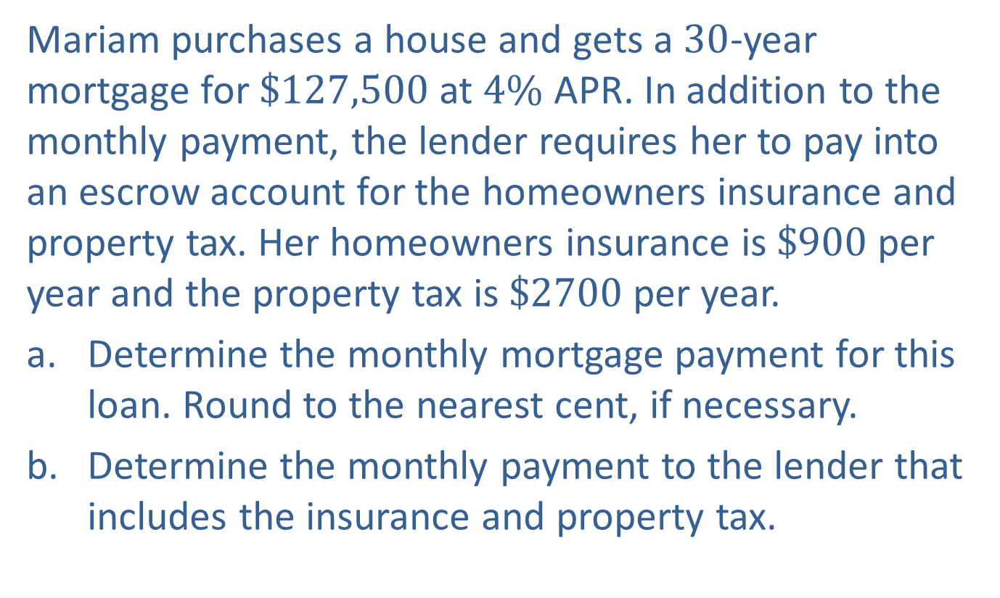 Mariam purchases a house and gets a 30-year
mortgage for $127,500 at 4% APR. In addition to the
monthly payment, the lender requires her to pay into
an escrow account for the homeowners insurance and
property tax. Her homeowners insurance is $900 per
year and the property tax is $2700 per year.
a. Determine the monthly mortgage payment for this
loan. Round to the nearest cent, if necessary.
b. Determine the monthly payment to the lender that
includes the insurance and property tax.